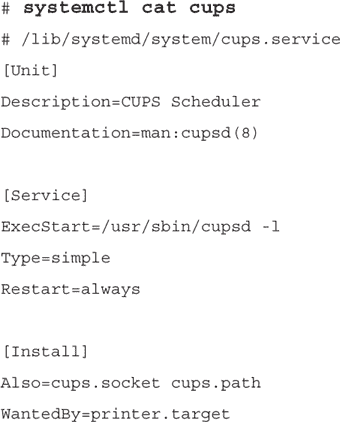 # systemctl cat cups
# /lib/systemd/system/cups.service
[Unit]
Description=CUPS Scheduler
Documentation=man:cupsd(8)

[Service]
ExecStart=/usr/sbin/cupsd -l
Type=simple
Restart=always

[Install]
Also=cups.socket cups.path
WantedBy=printer.target